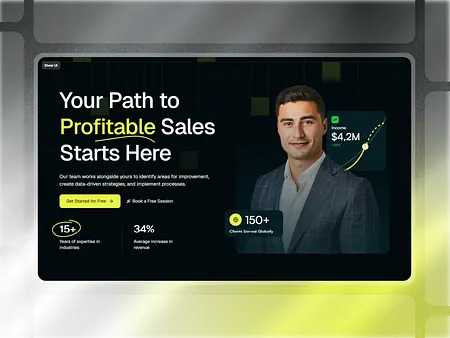 Show UI
Your Path to
Profitable Sales
Starts Here
Our team works alongside yours to identify areas for improvement,
create data-driven strategies, and implement processes.
Get Started for Free →
Book a Free Session
15+
Years of expertise in
industries
34%
Average increase in
revenue
Income
$4,2M
150+
Clients Served Globally